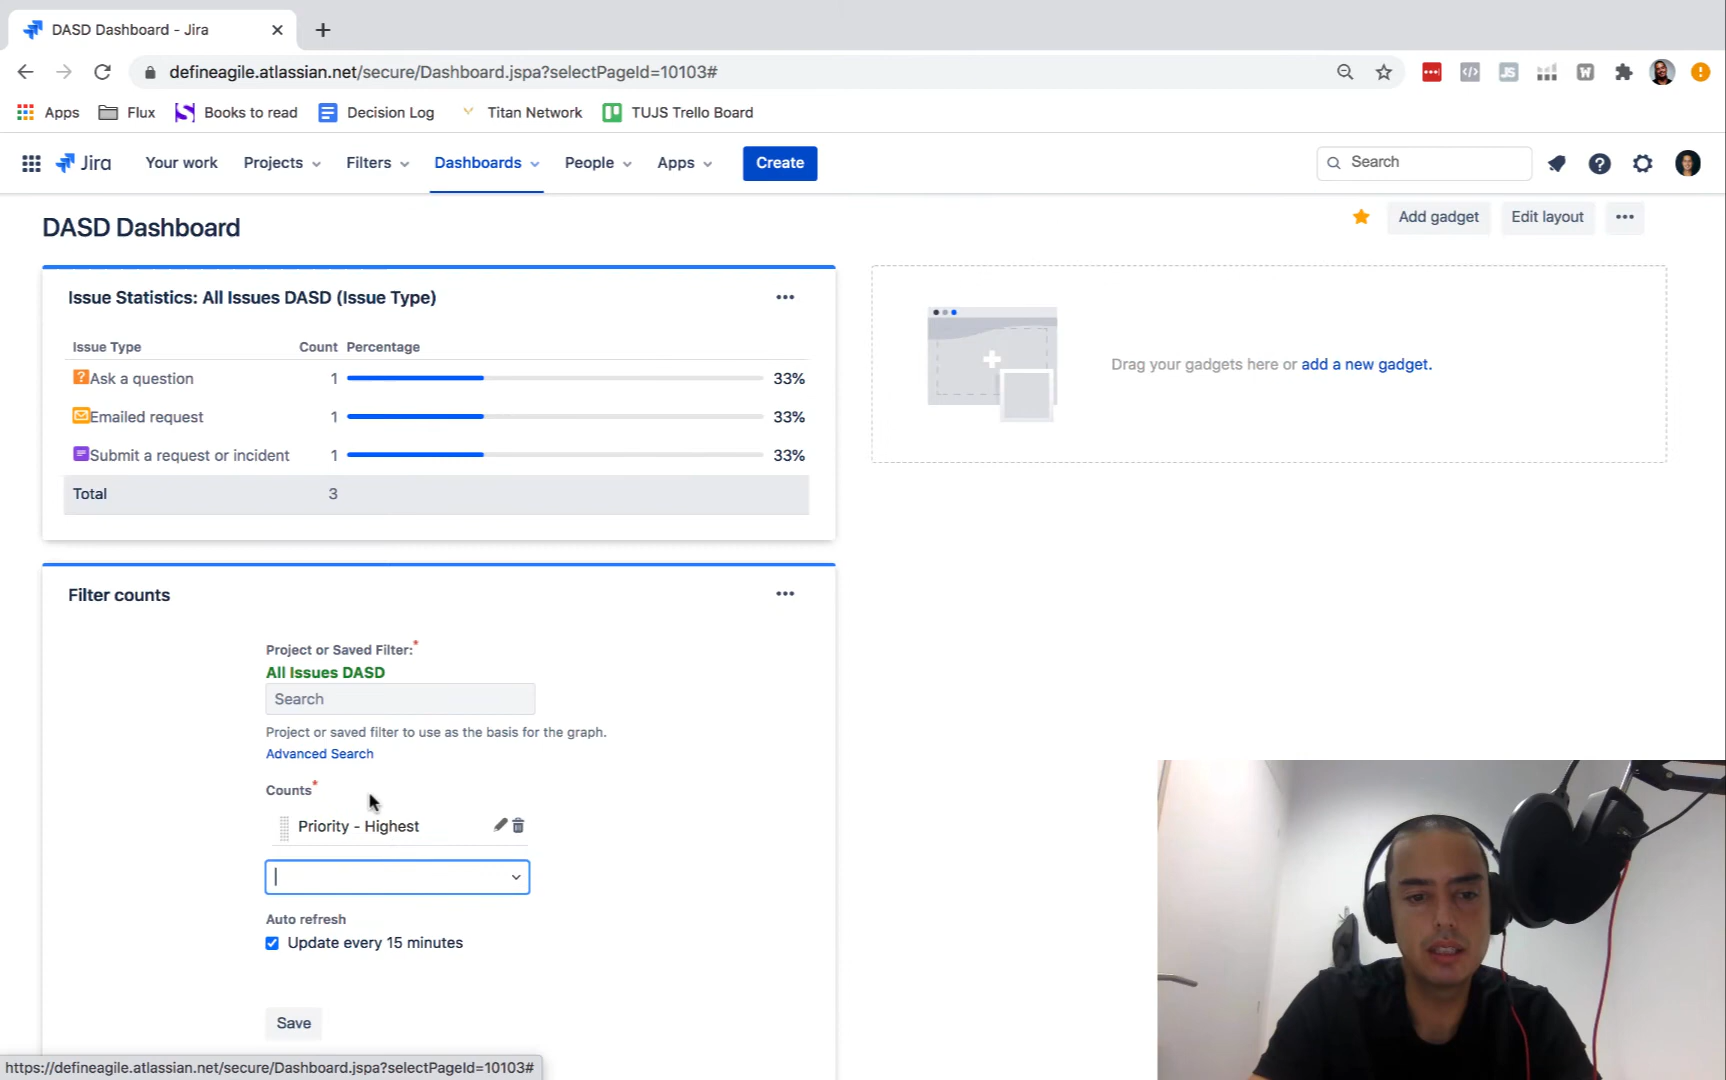 DASD Dashboard - Jira
defineagile.atlassian.net/secure/Dashboard.jspa?selectPageId=10103#
Apps Flux Books to read Decision Log Titan Network TUJS Trello Board
Jira Your work Projects Filters Dashboards People Apps Create Search
DASD Dashboard
Add gadget Edit layout
Issue Statistics: All Issues DASD (Issue Type)
Issue Type Count Percentage
Ask a question 1 33%
Emailed request 1 33%
Submit a request or incident 1 33%
Total 3
Drag your gadgets here or add a new gadget.
Filter counts
Project or Saved Filter:*
All Issues DASD
Search
Project or saved filter to use as the basis for the graph.
Advanced Search
Counts*
Priority - Highest
Auto refresh
Update every 15 minutes
Save
https://defineagile.atlassian.net/secure/Dashboard.jspa?selectPageId=10103#